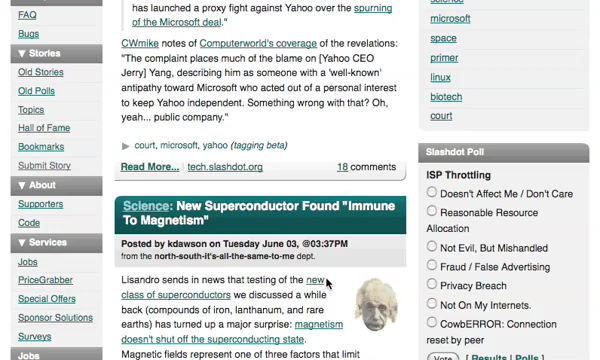 FAQ
Bugs
▼ Stories
Old Stories
Old Polls
Topics
Hall of Fame
Bookmarks
Submit Story
▼ About
Supporters
Code
▼ Services
Jobs
PriceGrabber
Special Offers
Sponsor Solutions
Surveys
Jobs
has launched a proxy fight against Yahoo over the spurning
of the Microsoft deal."
CWmike notes of Computerworld's coverage of the revelations:
"The complaint places much of the blame on [Yahoo CEO
Jerry] Yang, describing him as someone with a 'well-known'
antipathy toward Microsoft who acted out of a personal interest
to keep Yahoo independent. Something wrong with that? Oh,
yeah... public company."
▶ court, microsoft, yahoo (tagging beta)
Read More... | tech.slashdot.org 18 comments
Science: New Superconductor Found "Immune
To Magnetism"
Posted by kdawson on Tuesday June 03, @03:37PM
from the north-south-it's-all-the-same-to-me dept.
Lisandro sends in news that testing of the new
class of superconductors we discussed a while
back (compounds of iron, lanthanum, and rare
earths) has turned up a major surprise: magnetism
doesn't shut off the superconducting state.
Magnetic fields represent one of three factors that limit
science
microsoft
space
primer
linux
biotech
court
Slashdot Poll
ISP Throttling
Doesn't Affect Me / Don't Care
Reasonable Resource
Allocation
Not Evil, But Mishandled
Fraud / False Advertising
Privacy Breach
Not On My Internets.
CowbERROR: Connection
reset by peer
Vote [ Results | Polls ]